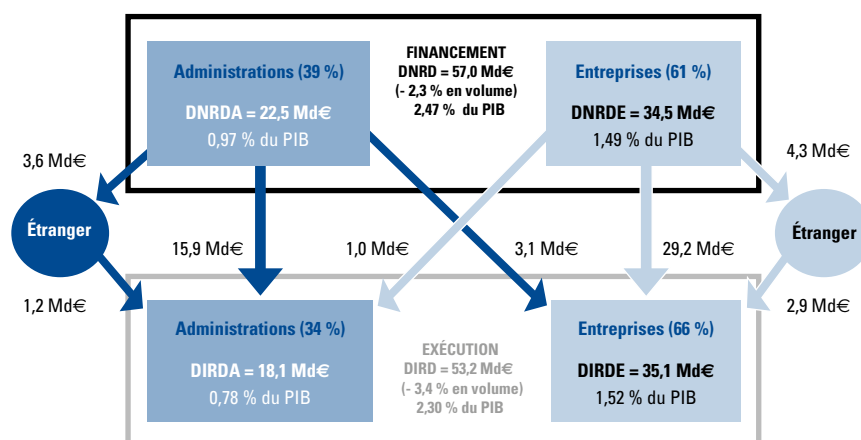 Administrations (39 %)
DNRDA = 22,5 Md€
0,97 % du PIB
FINANCEMENT
DNRD = 57,0 Md€
(- 2,3 % en volume)
2,47 % du PIB
Entreprises (61 %)
DNRDE = 34,5 Md€
1,49 % du PIB
3,6 Md€
4,3 Md€
Étranger
15,9 Md€
1,0 Md€
3,1 Md€
29,2 Md€
Étranger
1,2 Md€
2,9 Md€
Administrations (34 %)
DIRDA = 18,1 Md€
0,78 % du PIB
EXÉCUTION
DIRD = 53,2 Md€
(- 3,4 % en volume)
2,30 % du PIB
Entreprises (66 %)
DIRDE = 35,1 Md€
1,52 % du PIB